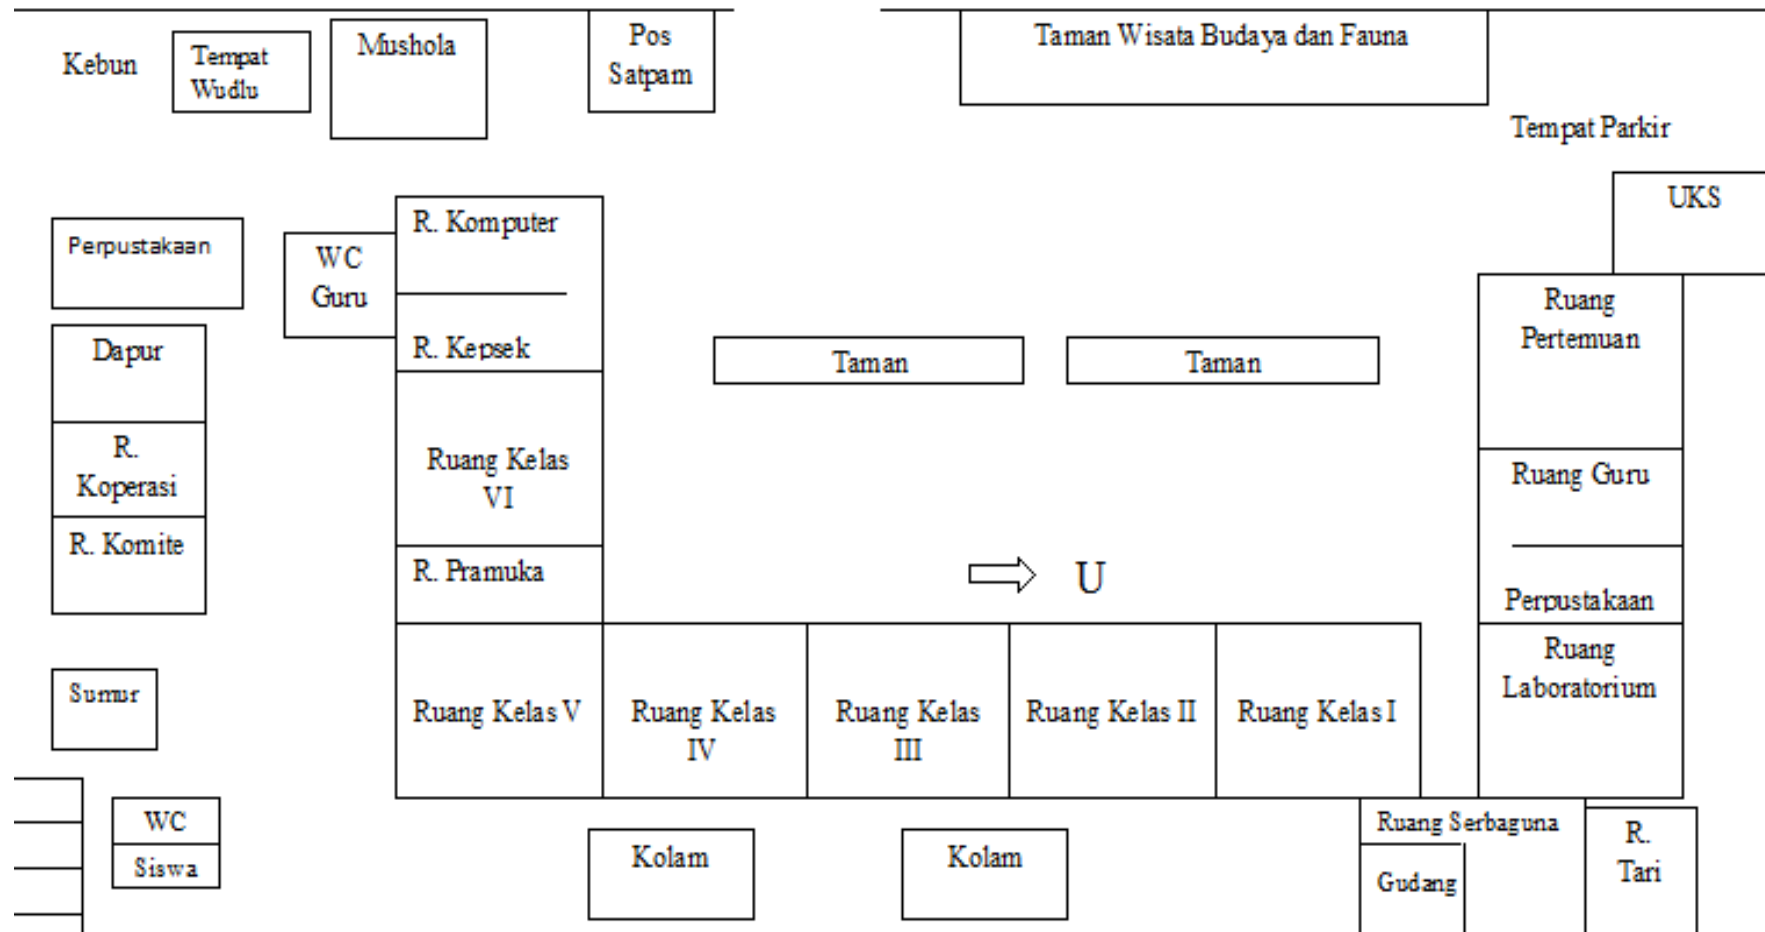 Kebun
Tempat
Wudlu
Mushola
Pos
Satpam
Taman Wisata Budaya dan Fauna
Tempat Parkir
UKS
Perpustakaan
WC
Guru
R. Komputer
R. Kepsek
Ruang
Pertemuan
Dapur
Taman
Taman
R.
Koperasi
Ruang Kelas
VI
Ruang Guru
R. Komite
R. Pramuka
U
Perpustakaan
Ruang
Laboratorium
Sumur
Ruang Kelas V
Ruang Kelas
IV
Ruang Kelas
III
Ruang Kelas II
Ruang Kelas I
WC
Siswa
Kolam
Kolam
Ruang Serbaguna
Gudang
R.
Tari